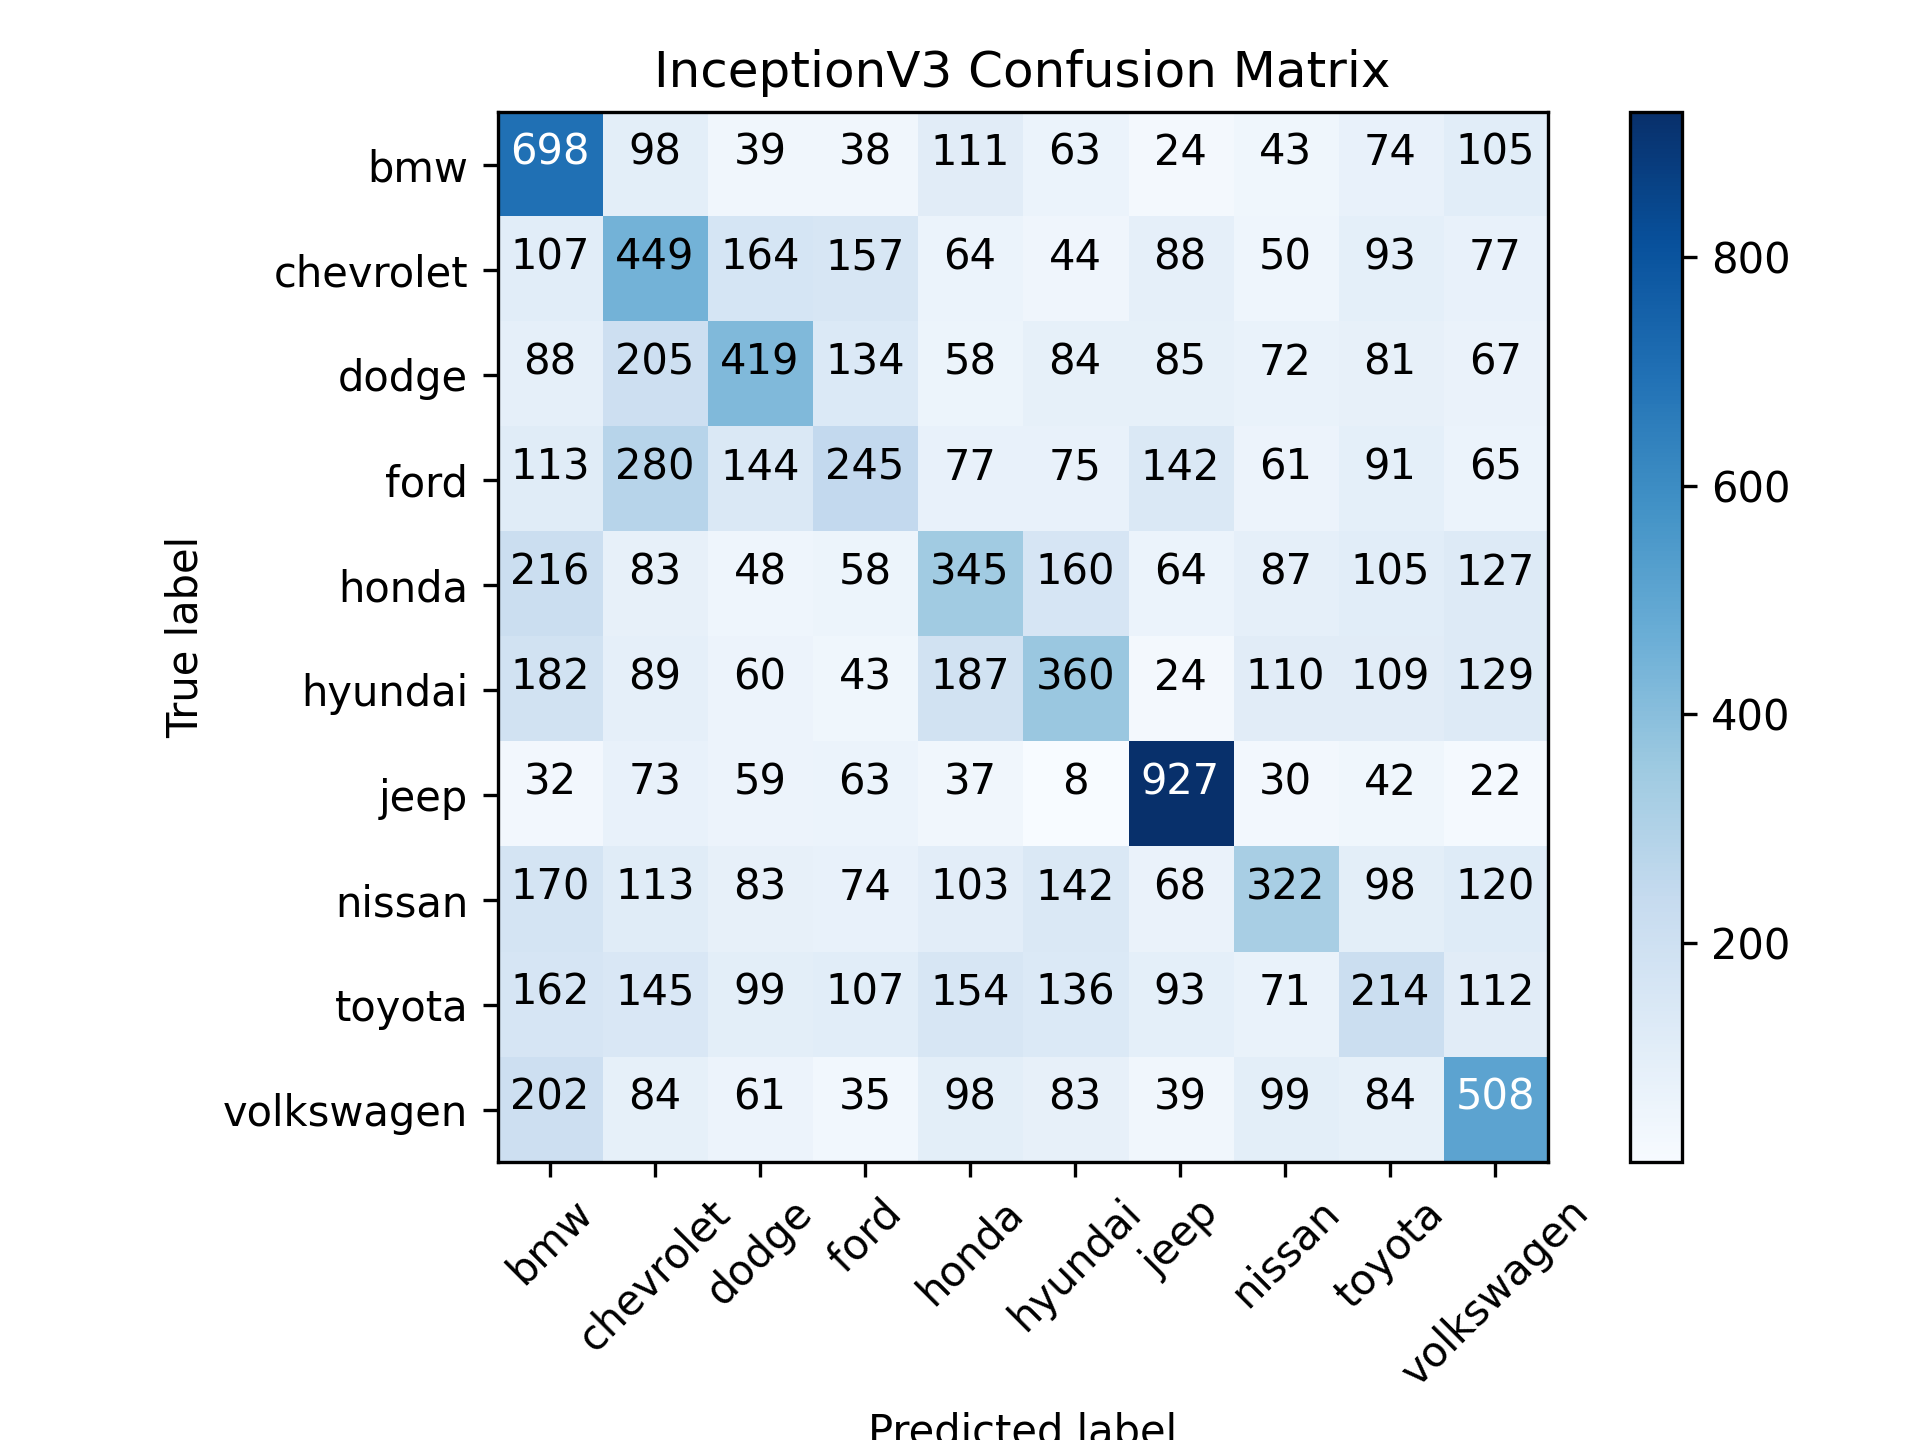 InceptionV3 Confusion Matrix
bmw 698 98 39 38 111 63 24 43 74 105
chevrolet 107 449 164 157 64 44 88 50 93 77
dodge 88 205 419 134 58 84 85 72 81 67
ford 113 280 144 245 77 75 142 61 91 65
honda 216 83 48 58 345 160 64 87 105 127
hyundai 182 89 60 43 187 360 24 110 109 129
jeep 32 73 59 63 37 8 927 30 42 22
nissan 170 113 83 74 103 142 68 322 98 120
toyota 162 145 99 107 154 136 93 71 214 112
volkswagen 202 84 61 35 98 83 39 99 84 508
True label
bmw chevrolet dodge ford honda hyundai jeep nissan toyota volkswagen
Predicted label
800
600
400
200